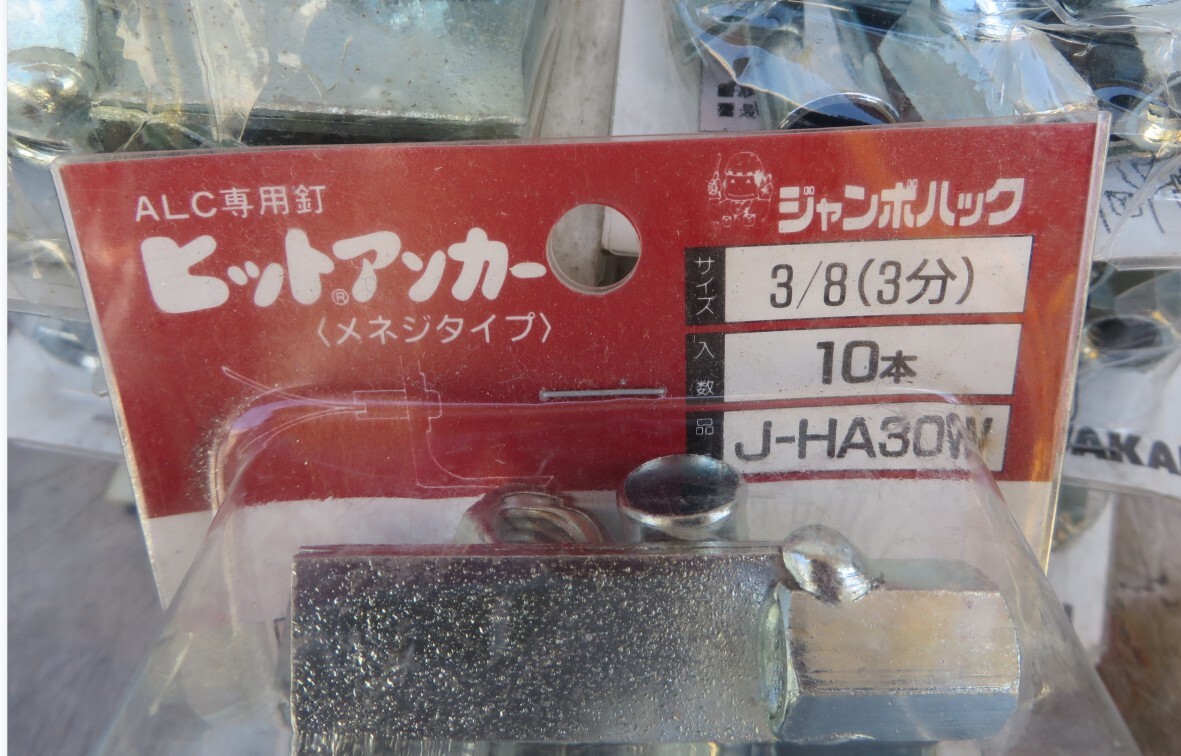 ALC専用釘
ヒットアンカー®
〈メネジタイプ〉
ジャンボハック
サイズ 3/8(3分)
入数 10本
品 J-HA30W